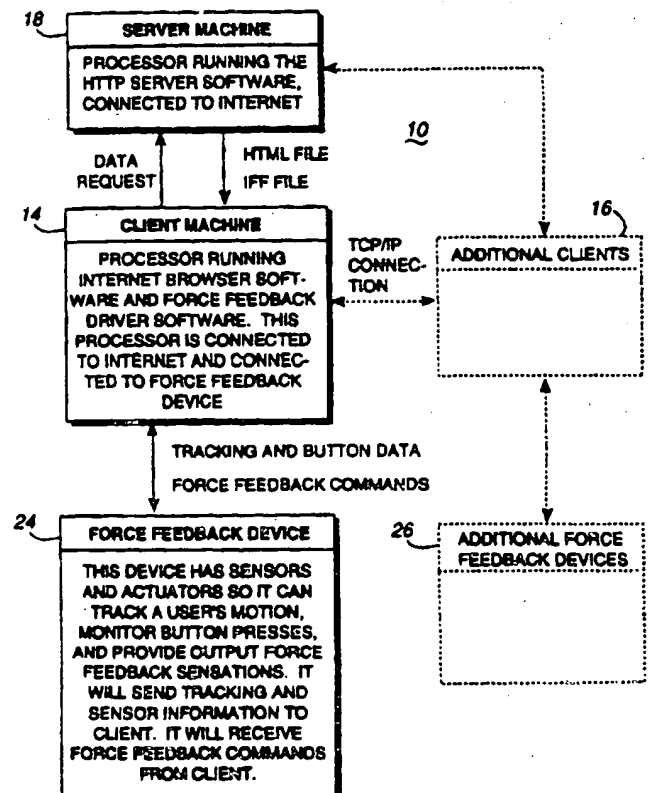 18
SERVER MACHINE
PROCESSOR RUNNING THE
HTTP SERVER SOFTWARE,
CONNECTED TO INTERNET
10
DATA
REQUEST
HTML FILE
IFF FILE
14
CLIENT MACHINE
PROCESSOR RUNNING
INTERNET BROWSER SOFT-
WARE AND FORCE FEEDBACK
DRIVER SOFTWARE. THIS
PROCESSOR IS CONNECTED
TO INTERNET AND CONNEC-
TED TO FORCE FEEDBACK
DEVICE
TCP/IP
CONNEC-
TION
16
ADDITIONAL CLIENTS
TRACKING AND BUTTON DATA
FORCE FEEDBACK COMMANDS
24
FORCE FEEDBACK DEVICE
THIS DEVICE HAS SENSORS
AND ACTUATORS SO IT CAN
TRACK A USER'S MOTION,
MONITOR BUTTON PRESSES,
AND PROVIDE OUTPUT FORCE
FEEDBACK SENSATIONS. IT
WILL SEND TRACKING AND
SENSOR INFORMATION TO
CLIENT. IT WILL RECEIVE
FORCE FEEDBACK COMMANDS
FROM CLIENT.
26
ADDITIONAL FORCE
FEEDBACK DEVICES